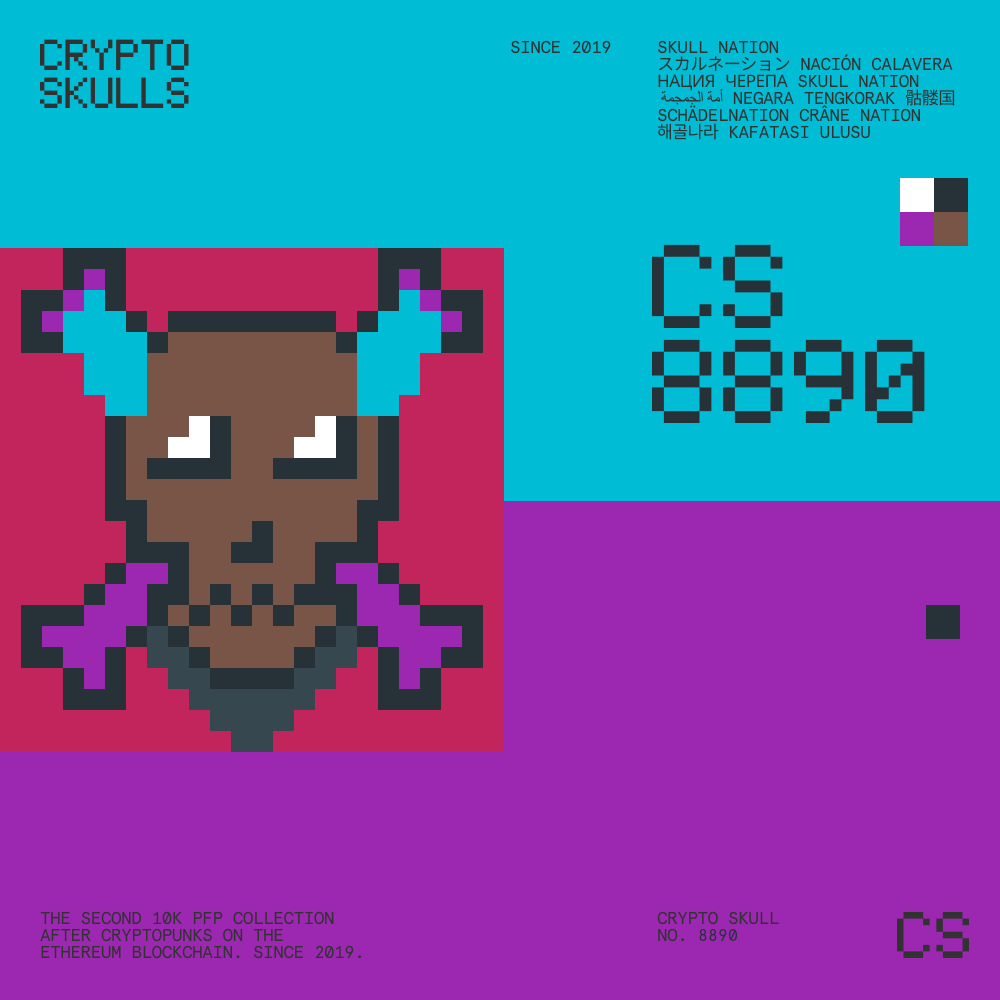 CRYPTO
SKULLS
SINCE 2019
SKULL NATION
スカルネーション NACIÓN CALAVERA
НАЦИЯ ЧЕРЕПА SKULL NATION
أمة الجمجمة NEGARA TENGKORAK 骷髅国
SCHÄDELNATION CRÂNE NATION
해골나라 KAFATASI ULUSU
CS
8890
THE SECOND 10K PFP COLLECTION
AFTER CRYPTOPUNKS ON THE
ETHEREUM BLOCKCHAIN. SINCE 2019.
CRYPTO SKULL
NO. 8890
CS